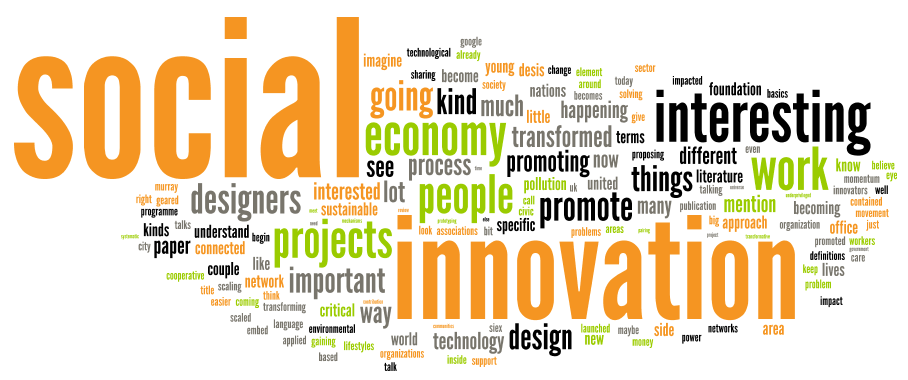 social
innovation
google
technological
already
imagine
sharing
become
young
desis
change
element
sector
society
around
today
impacted
foundation
basics
going
kind
much
nations
becomes
solving
little
happening
give
interesting
economy
transformed
terms
see
process
promoting
now
proposing
different
even
work
know
believe
eye
things
literature
momentum
murray
right
geared
programme
designers
interested
lot
sustainable
people
pollution
uk
united
talking
innovators
well
call
civic
promote
many
publication
mention
becoming
contained
movement
kinds
talks
understand
begin
projects
look
associations
bit
specific
problems
areas
big
approach
organization
office
just
city
paper
connected
project
promoted
workers
definitions
care
couple
like
important
keep
lives
cooperative
network
problem
title
scaling
think
easier
coming
transforming
critical
way
impact
scaled
embed
language
environmental
applied
gaining
lifestyles
based
world
technology
siex
design
launched
new
maybe
money
side
power
networks
area
organizations
inside
support
talk